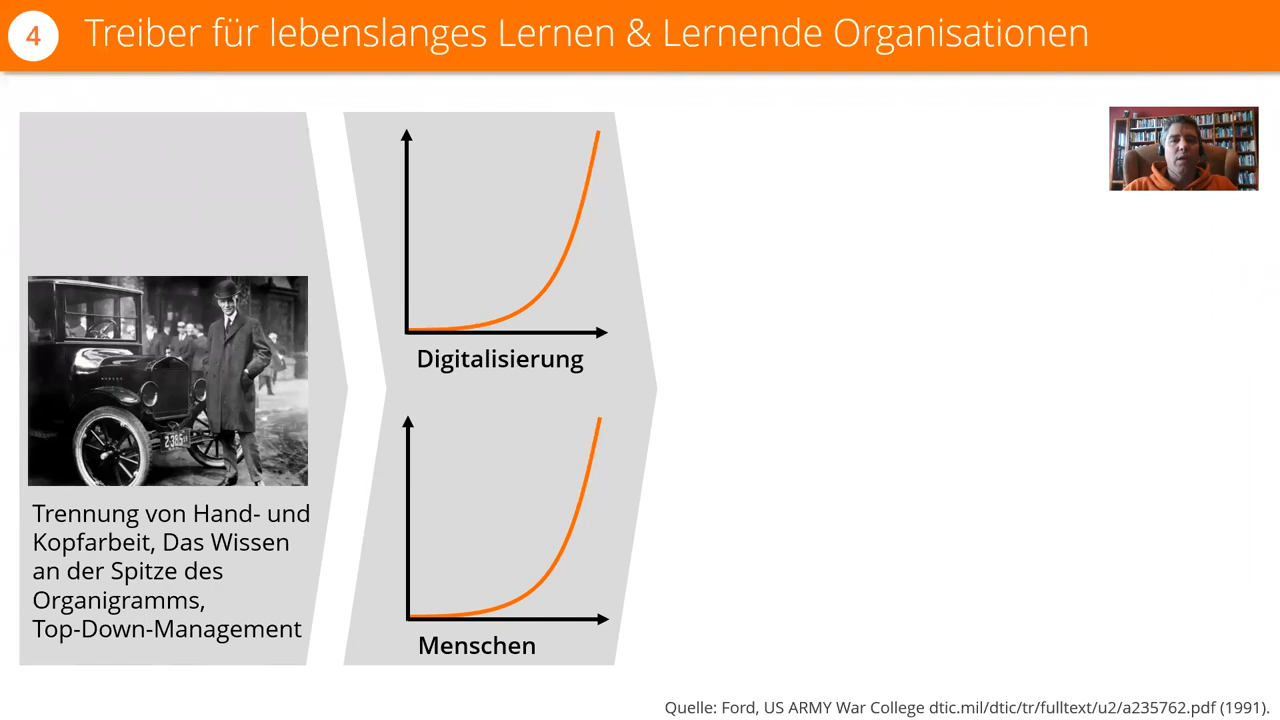 4
Treiber für lebenslanges Lernen & Lernende Organisationen
2-385
Trennung von Hand- und
Kopfarbeit, Das Wissen
an der Spitze des
Organigramms,
Top-Down-Management
Digitalisierung
Menschen
Quelle: Ford, US ARMY War College dtic.mil/dtic/tr/fulltext/u2/a235762.pdf (1991).